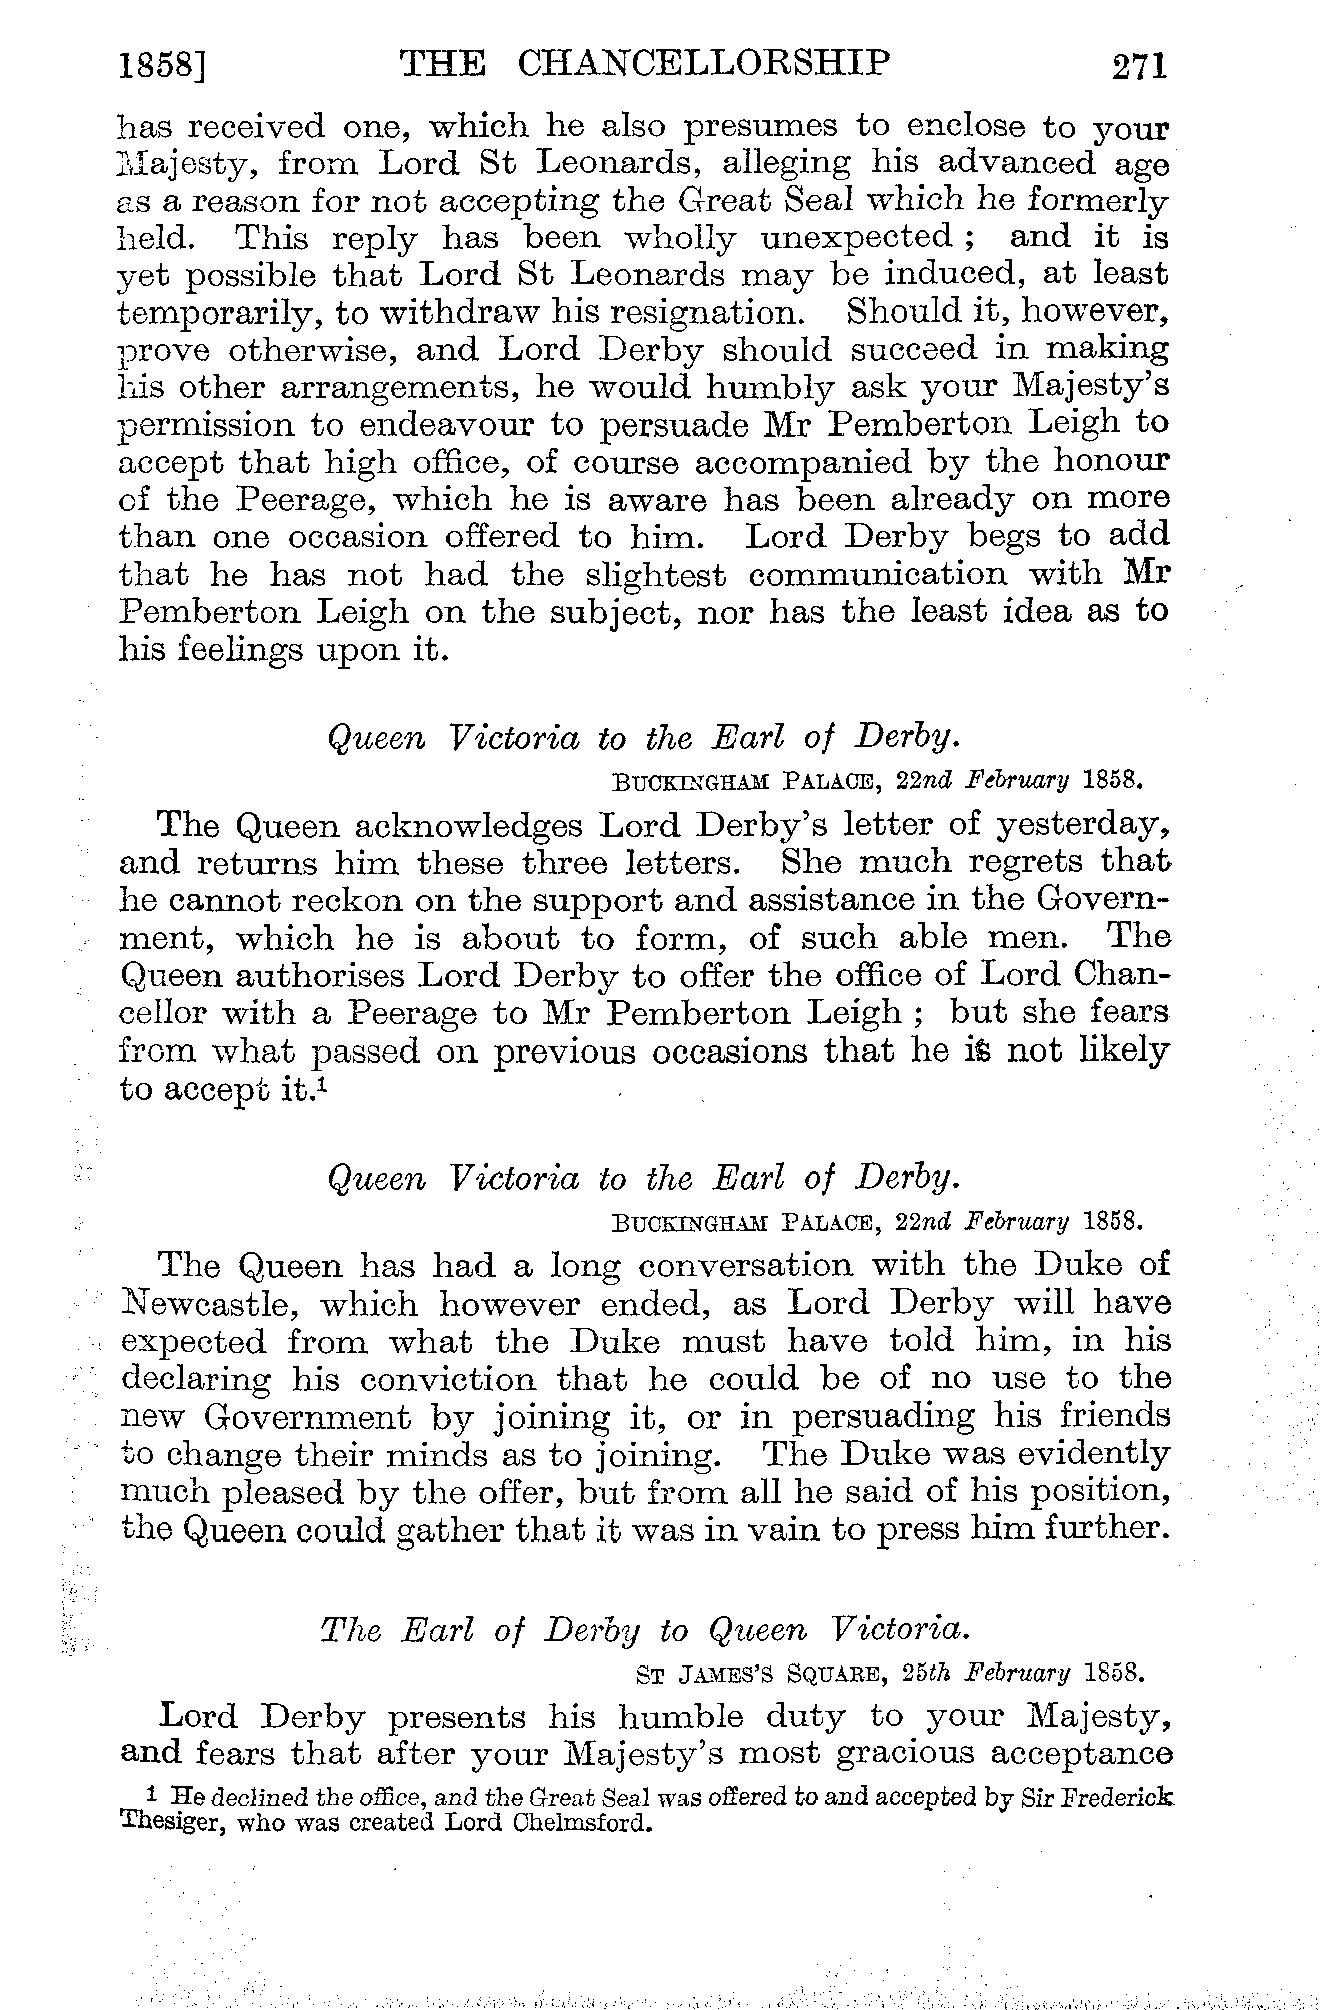 1858] THE CHANCELLORSHIP 271
has received one, which he also presumes to enclose to your
Majesty, from Lord St Leonards, alleging his advanced age
as a reason for not accepting the Great Seal which he formerly
held. This reply has been wholly unexpected ; and it is
yet possible that Lord St Leonards may be induced, at least
temporarily, to withdraw his resignation. Should it, however,
prove otherwise, and Lord Derby should succeed in making
his other arrangements, he would humbly ask your Majesty's
permission to endeavour to persuade Mr Pemberton Leigh to
accept that high office, of course accompanied by the honour
of the Peerage, which he is aware has been already on more
than one occasion offered to him. Lord Derby begs to add
that he has not had the slightest communication with Mr
Pemberton Leigh on the subject, nor has the least idea as to
his feelings upon it.
Queen Victoria to the Earl of Derby.
BUCKINGHAM PALACE, 22nd February 1858.
The Queen acknowledges Lord Derby's letter of yesterday,
and returns him these three letters. She much regrets that
he cannot reckon on the support and assistance in the Govern-
ment, which he is about to form, of such able men. The
Queen authorises Lord Derby to offer the office of Lord Chan-
cellor with a Peerage to Mr Pemberton Leigh ; but she fears
from what passed on previous occasions that he is not likely
to accept it.¹
Queen Victoria to the Earl of Derby.
BUCKINGHAM PALACE, 22nd February 1858.
The Queen has had a long conversation with the Duke of
Newcastle, which however ended, as Lord Derby will have
expected from what the Duke must have told him, in his
declaring his conviction that he could be of no use to the
new Government by joining it, or in persuading his friends
to change their minds as to joining. The Duke was evidently
much pleased by the offer, but from all he said of his position,
the Queen could gather that it was in vain to press him further.
The Earl of Derby to Queen Victoria.
ST JAMES'S SQUARE, 25th February 1858.
Lord Derby presents his humble duty to your Majesty,
and fears that after your Majesty's most gracious acceptance
1 He declined the office, and the Great Seal was offered to and accepted by Sir Frederick
Thesiger, who was created Lord Chelmsford.